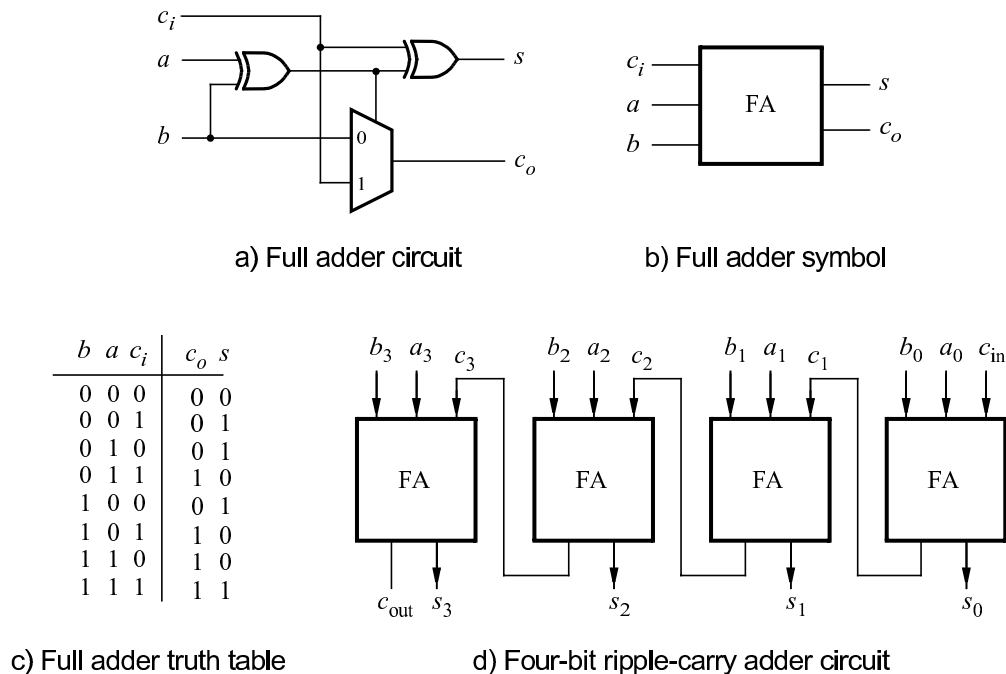 c_i
a
s
b
0
1
c_o
a) Full adder circuit
c_i
a
b
FA
s
c_o
b) Full adder symbol
b a c_i c_o s
0 0 0 0 0
0 0 1 0 1
0 1 0 0 1
0 1 1 1 0
1 0 0 0 1
1 0 1 1 0
1 1 0 1 0
1 1 1 1 1
c) Full adder truth table
b_3 a_3 c_3 b_2 a_2 c_2 b_1 a_1 c_1 b_0 a_0 c_in
FA FA FA FA
c_out s_3 s_2 s_1 s_0
d) Four-bit ripple-carry adder circuit